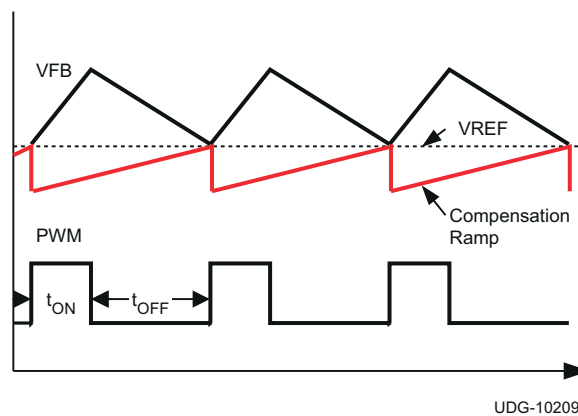 VFB
VREF
Compensation
Ramp
PWM
tON
tOFF
UDG-10209